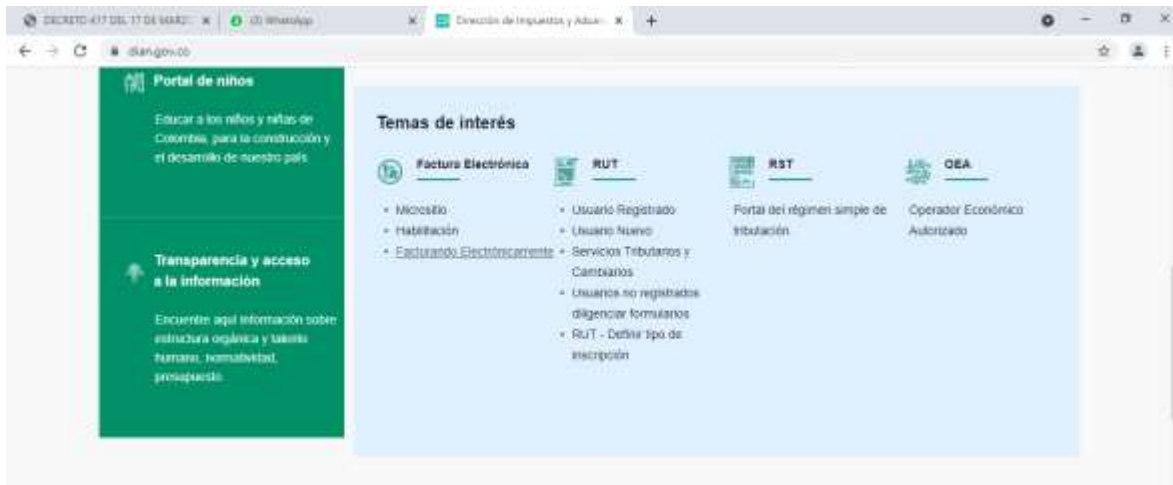 DECRETO 417 DEL 17 DE MARZ
(3) WhatsApp
Dirección de Impuestos y Aduan
dian.gov.co
Portal de niños
Educar a los niños y niñas de
Colombia, para la construcción y
el desarrollo de nuestro país.
Transparencia y acceso
a la información
Encuentre aquí información sobre
estructura orgánica y talento
humano, normatividad,
presupuesto
Temas de interés
Factura Electrónica
• Micrositio
• Habilitación
• Facturando Electrónicamente
RUT
• Usuario Registrado
• Usuario Nuevo
• Servicios Tributarios y
Cambiarios
• Usuarios no registrados
diligenciar formularios
• RUT - Definir tipo de
inscripción
RST
Portal del régimen simple de
tributación
OEA
Operador Económico
Autorizado